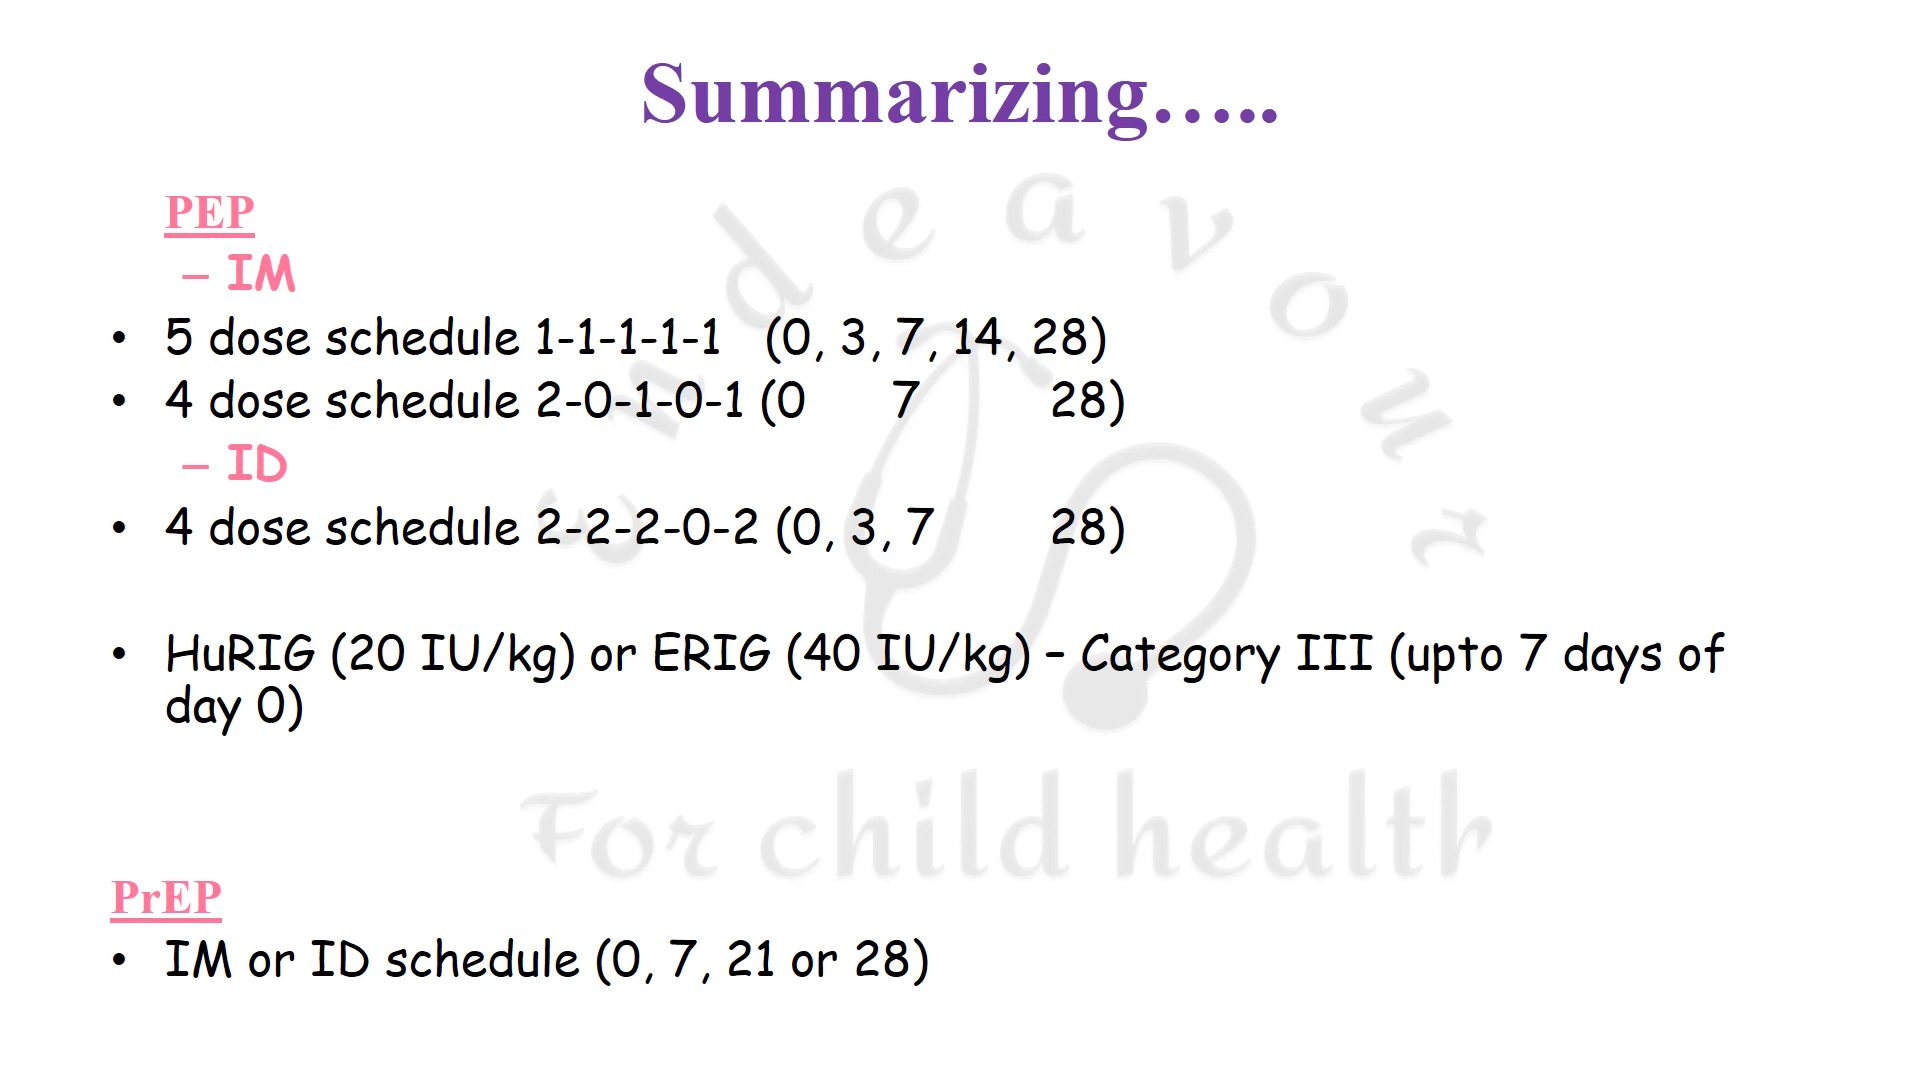 Summarizing…..
PEP
– IM
• 5 dose schedule 1-1-1-1-1 (0, 3, 7, 14, 28)
• 4 dose schedule 2-0-1-0-1 (0 7 28)
– ID
• 4 dose schedule 2-2-2-0-2 (0, 3, 7 28)
• HuRIG (20 IU/kg) or ERIG (40 IU/kg) – Category III (upto 7 days of
day 0)
PrEP
• IM or ID schedule (0, 7, 21 or 28)
Endeavour
For child health